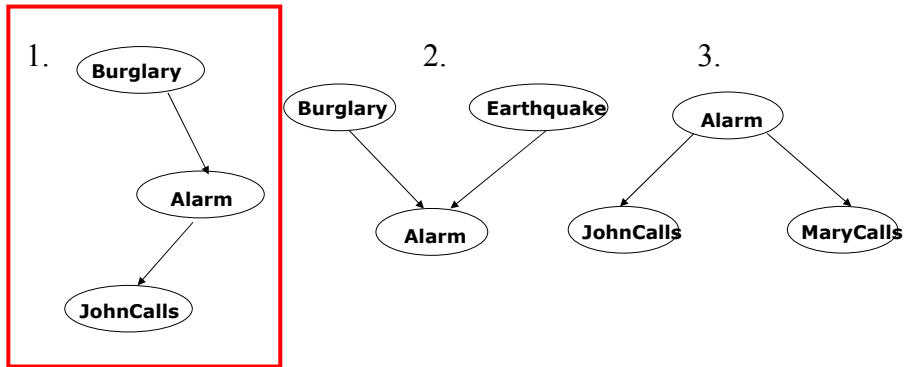 1.
Burglary
Alarm
JohnCalls
2.
Burglary
Earthquake
Alarm
3.
Alarm
JohnCalls
MaryCalls